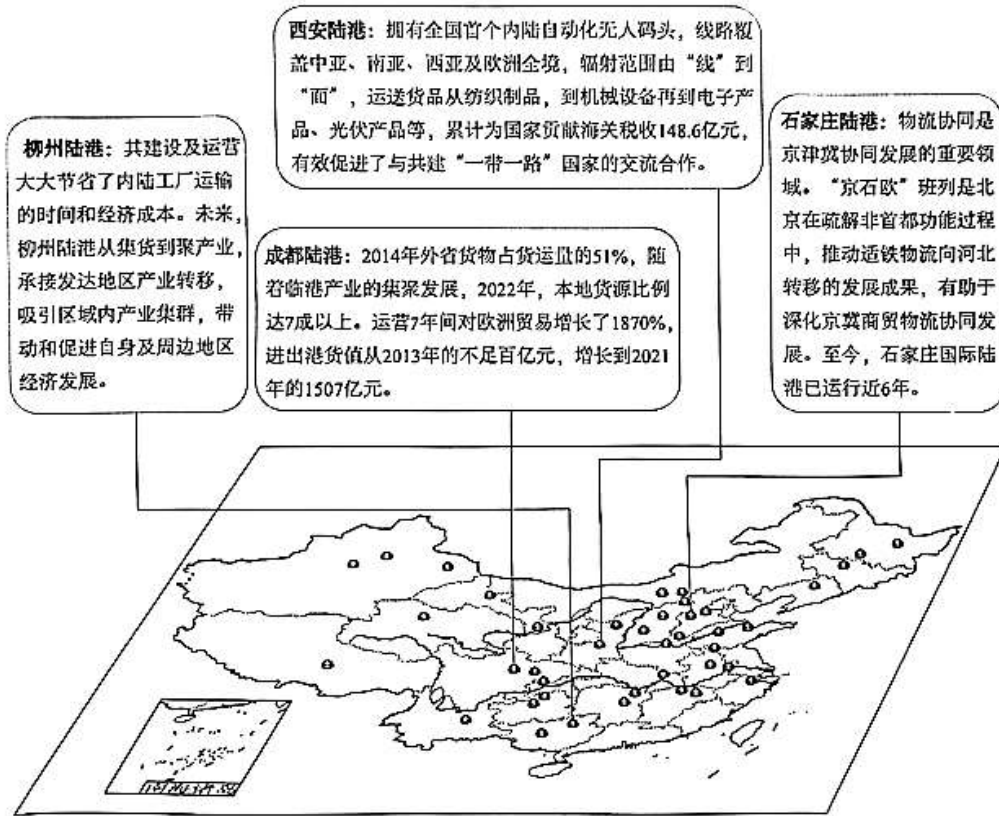 西安陆港：拥有全国首个内陆自动化无人码头，线路覆
盖中亚、南亚、西亚及欧洲全境，辐射范围由“线”到
“面”，运送货品从纺织制品，到机械设备再到电子产
品、光伏产品等，累计为国家贡献海关税收148.6亿元，
有效促进了与共建“一带一路”国家的交流合作。
柳州陆港：共建设及运营
大大节省了内陆工厂运输
的时间和经济成本。未来，
柳州陆港从集货到聚产业，
承接发达地区产业转移，
吸引区域内产业集群，带
动和促进自身及周边地区
经济发展。
成都陆港：2014年外省货物占货运量的51%，随
着临港产业的集聚发展，2022年，本地货源比例
达7成以上。运营7年间对欧洲贸易增长了1870%，
进出港货值从2013年的不足百亿元，增长到2021
年的1507亿元。
石家庄陆港：物流协同是
京津冀协同发展的重要领
域。“京石欧”班列是北
京在疏解非首都功能过程
中，推动适铁物流向河北
转移的发展成果，有助于
深化京冀商贸物流协同发
展。至今，石家庄国际陆
港已运行近6年。